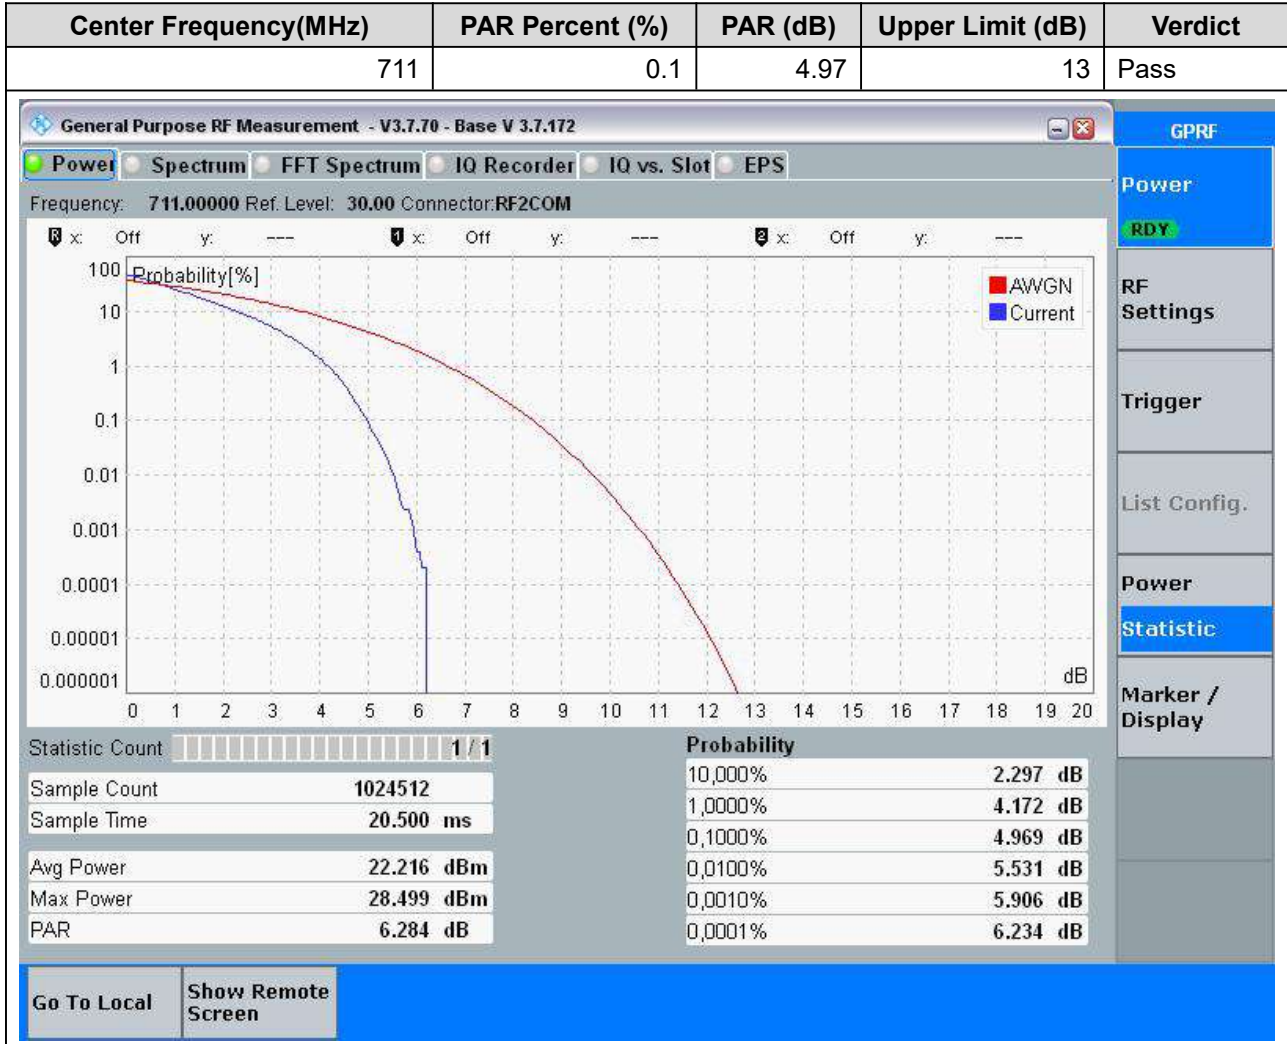 Center Frequency(MHz) PAR Percent (%) PAR (dB) Upper Limit (dB) Verdict
711 0.1 4.97 13 Pass
General Purpose RF Measurement - V3.7.70 - Base V 3.7.172
GPRF
Power Spectrum FFT Spectrum IQ Recorder IQ vs. Slot EPS
Power
RDY
Frequency: 711.00000 Ref. Level: 30.00 Connector:RF2COM
R x: Off y: --- 1 x: Off y: --- 2 x: Off y: ---
Probability[%]
AWGN
Current
100
10
1
0.1
0.01
0.001
0.0001
0.00001
0.000001
dB
0 1 2 3 4 5 6 7 8 9 10 11 12 13 14 15 16 17 18 19 20
RF
Settings
Trigger
List Config.
Power
Statistic
Marker /
Display
Statistic Count 1 / 1
Sample Count 1024512
Sample Time 20.500 ms
Avg Power 22.216 dBm
Max Power 28.499 dBm
PAR 6.284 dB
Probability
10,000% 2.297 dB
1,0000% 4.172 dB
0,1000% 4.969 dB
0,0100% 5.531 dB
0,0010% 5.906 dB
0,0001% 6.234 dB
Go To Local
Show Remote
Screen